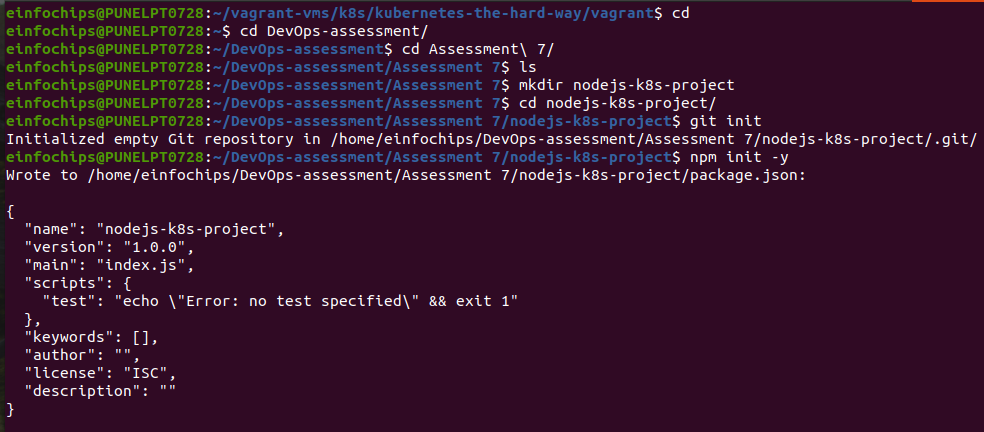 einfochips@PUNELPT0728:~/vagrant-vms/k8s/kubernetes-the-hard-way/vagrant$ cd
einfochips@PUNELPT0728:~$ cd DevOps-assessment/
einfochips@PUNELPT0728:~/DevOps-assessment$ cd Assessment\ 7/
einfochips@PUNELPT0728:~/DevOps-assessment/Assessment 7$ ls
einfochips@PUNELPT0728:~/DevOps-assessment/Assessment 7$ mkdir nodejs-k8s-project
einfochips@PUNELPT0728:~/DevOps-assessment/Assessment 7$ cd nodejs-k8s-project/
einfochips@PUNELPT0728:~/DevOps-assessment/Assessment 7/nodejs-k8s-project$ git init
Initialized empty Git repository in /home/einfochips/DevOps-assessment/Assessment 7/nodejs-k8s-project/.git/
einfochips@PUNELPT0728:~/DevOps-assessment/Assessment 7/nodejs-k8s-project$ npm init -y
Wrote to /home/einfochips/DevOps-assessment/Assessment 7/nodejs-k8s-project/package.json:

{
  "name": "nodejs-k8s-project",
  "version": "1.0.0",
  "main": "index.js",
  "scripts": {
    "test": "echo \"Error: no test specified\" && exit 1"
  },
  "keywords": [],
  "author": "",
  "license": "ISC",
  "description": ""
}